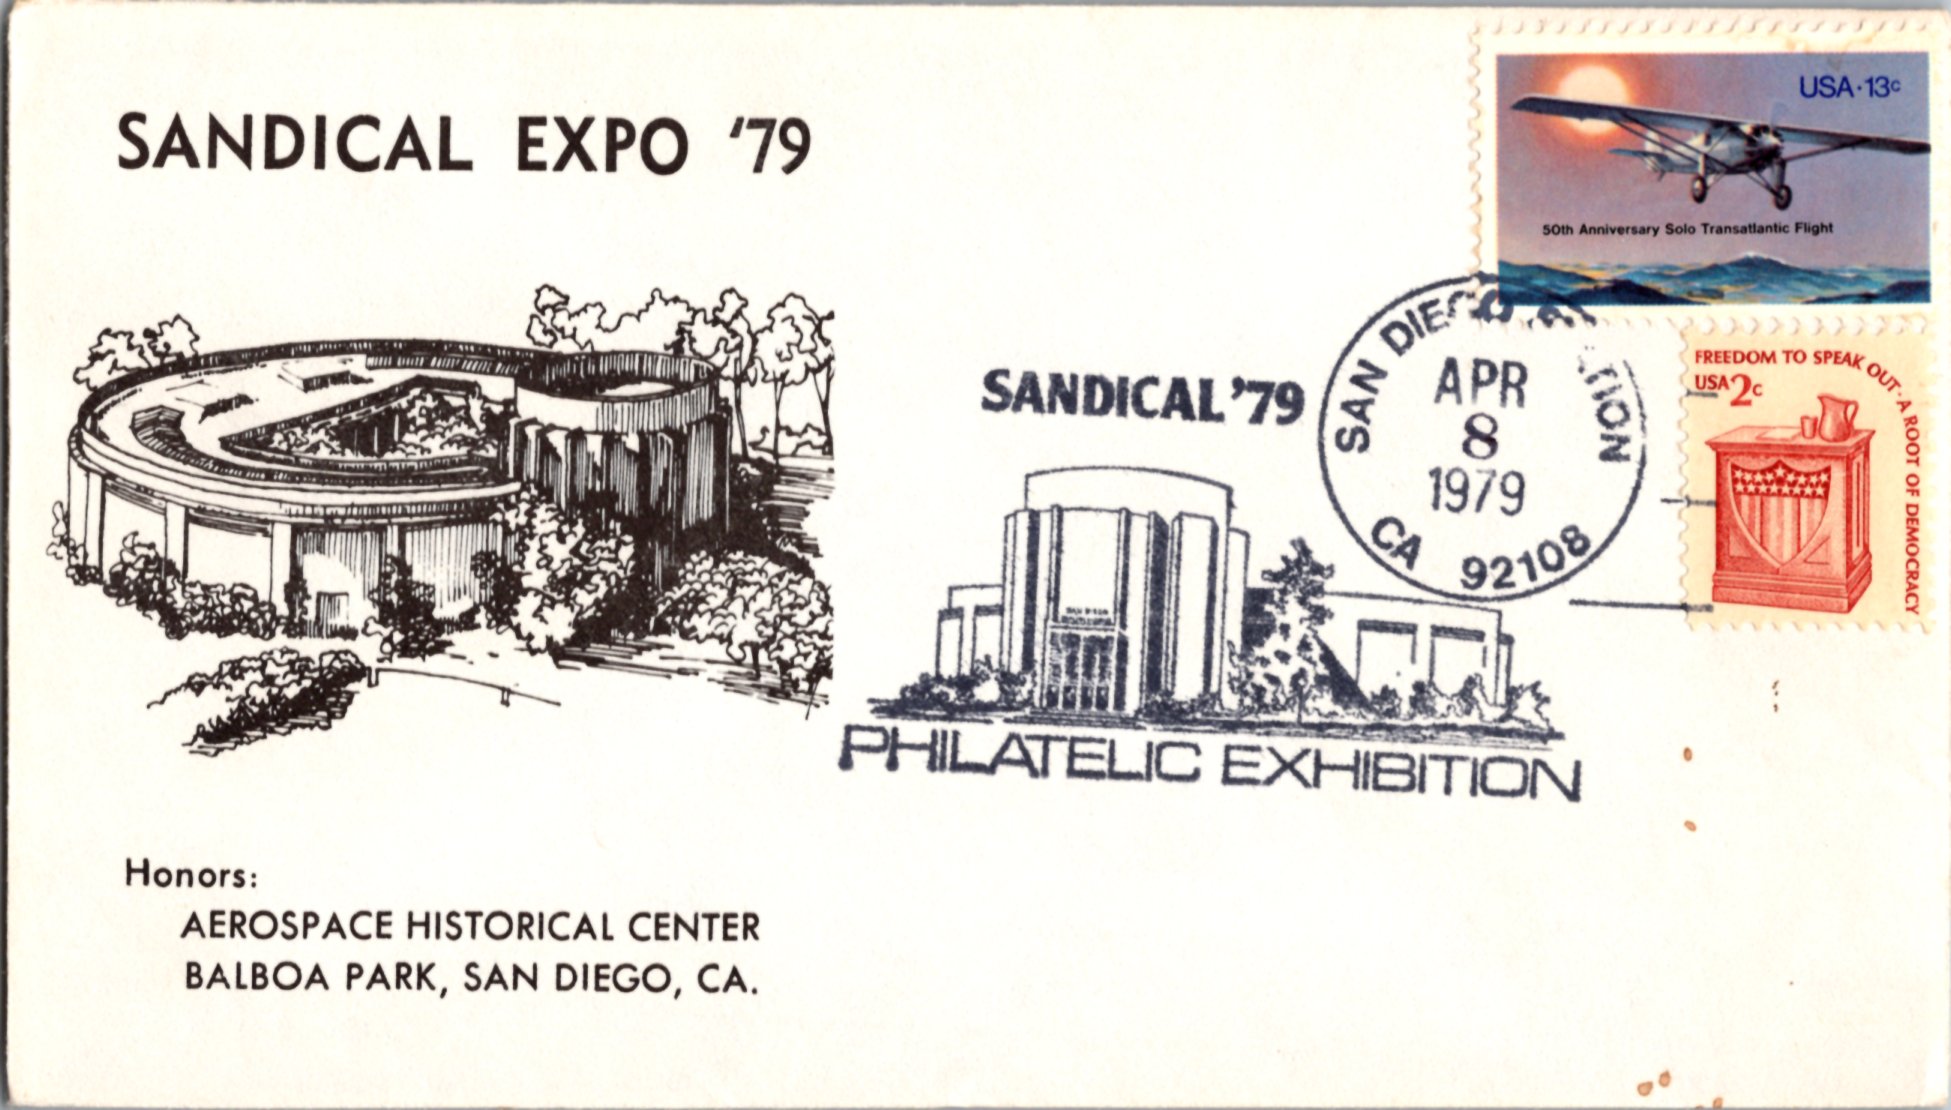 SANDICAL EXPO '79
USA·13c
50th Anniversary Solo Transatlantic Flight
FREEDOM TO SPEAK OUT·A ROOT OF DEMOCRACY
USA 2c
SANDICAL '79
SAN DIEGO
APR
8
1979
CA 92108
PHILATELIC EXHIBITION
Honors:
AEROSPACE HISTORICAL CENTER
BALBOA PARK, SAN DIEGO, CA.